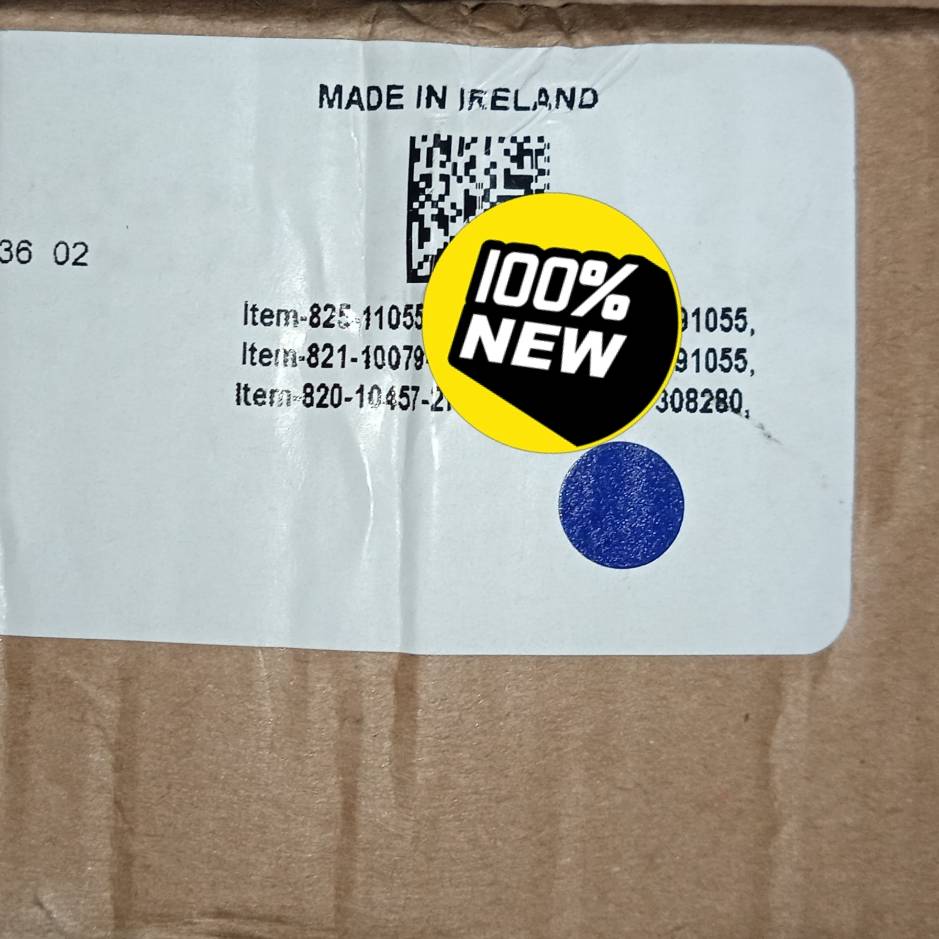 MADE IN IRELAND
36 02
100%
NEW
Item-825-11055 91055,
Item-821-10079- 91055,
Item-820-10457-2 308280,